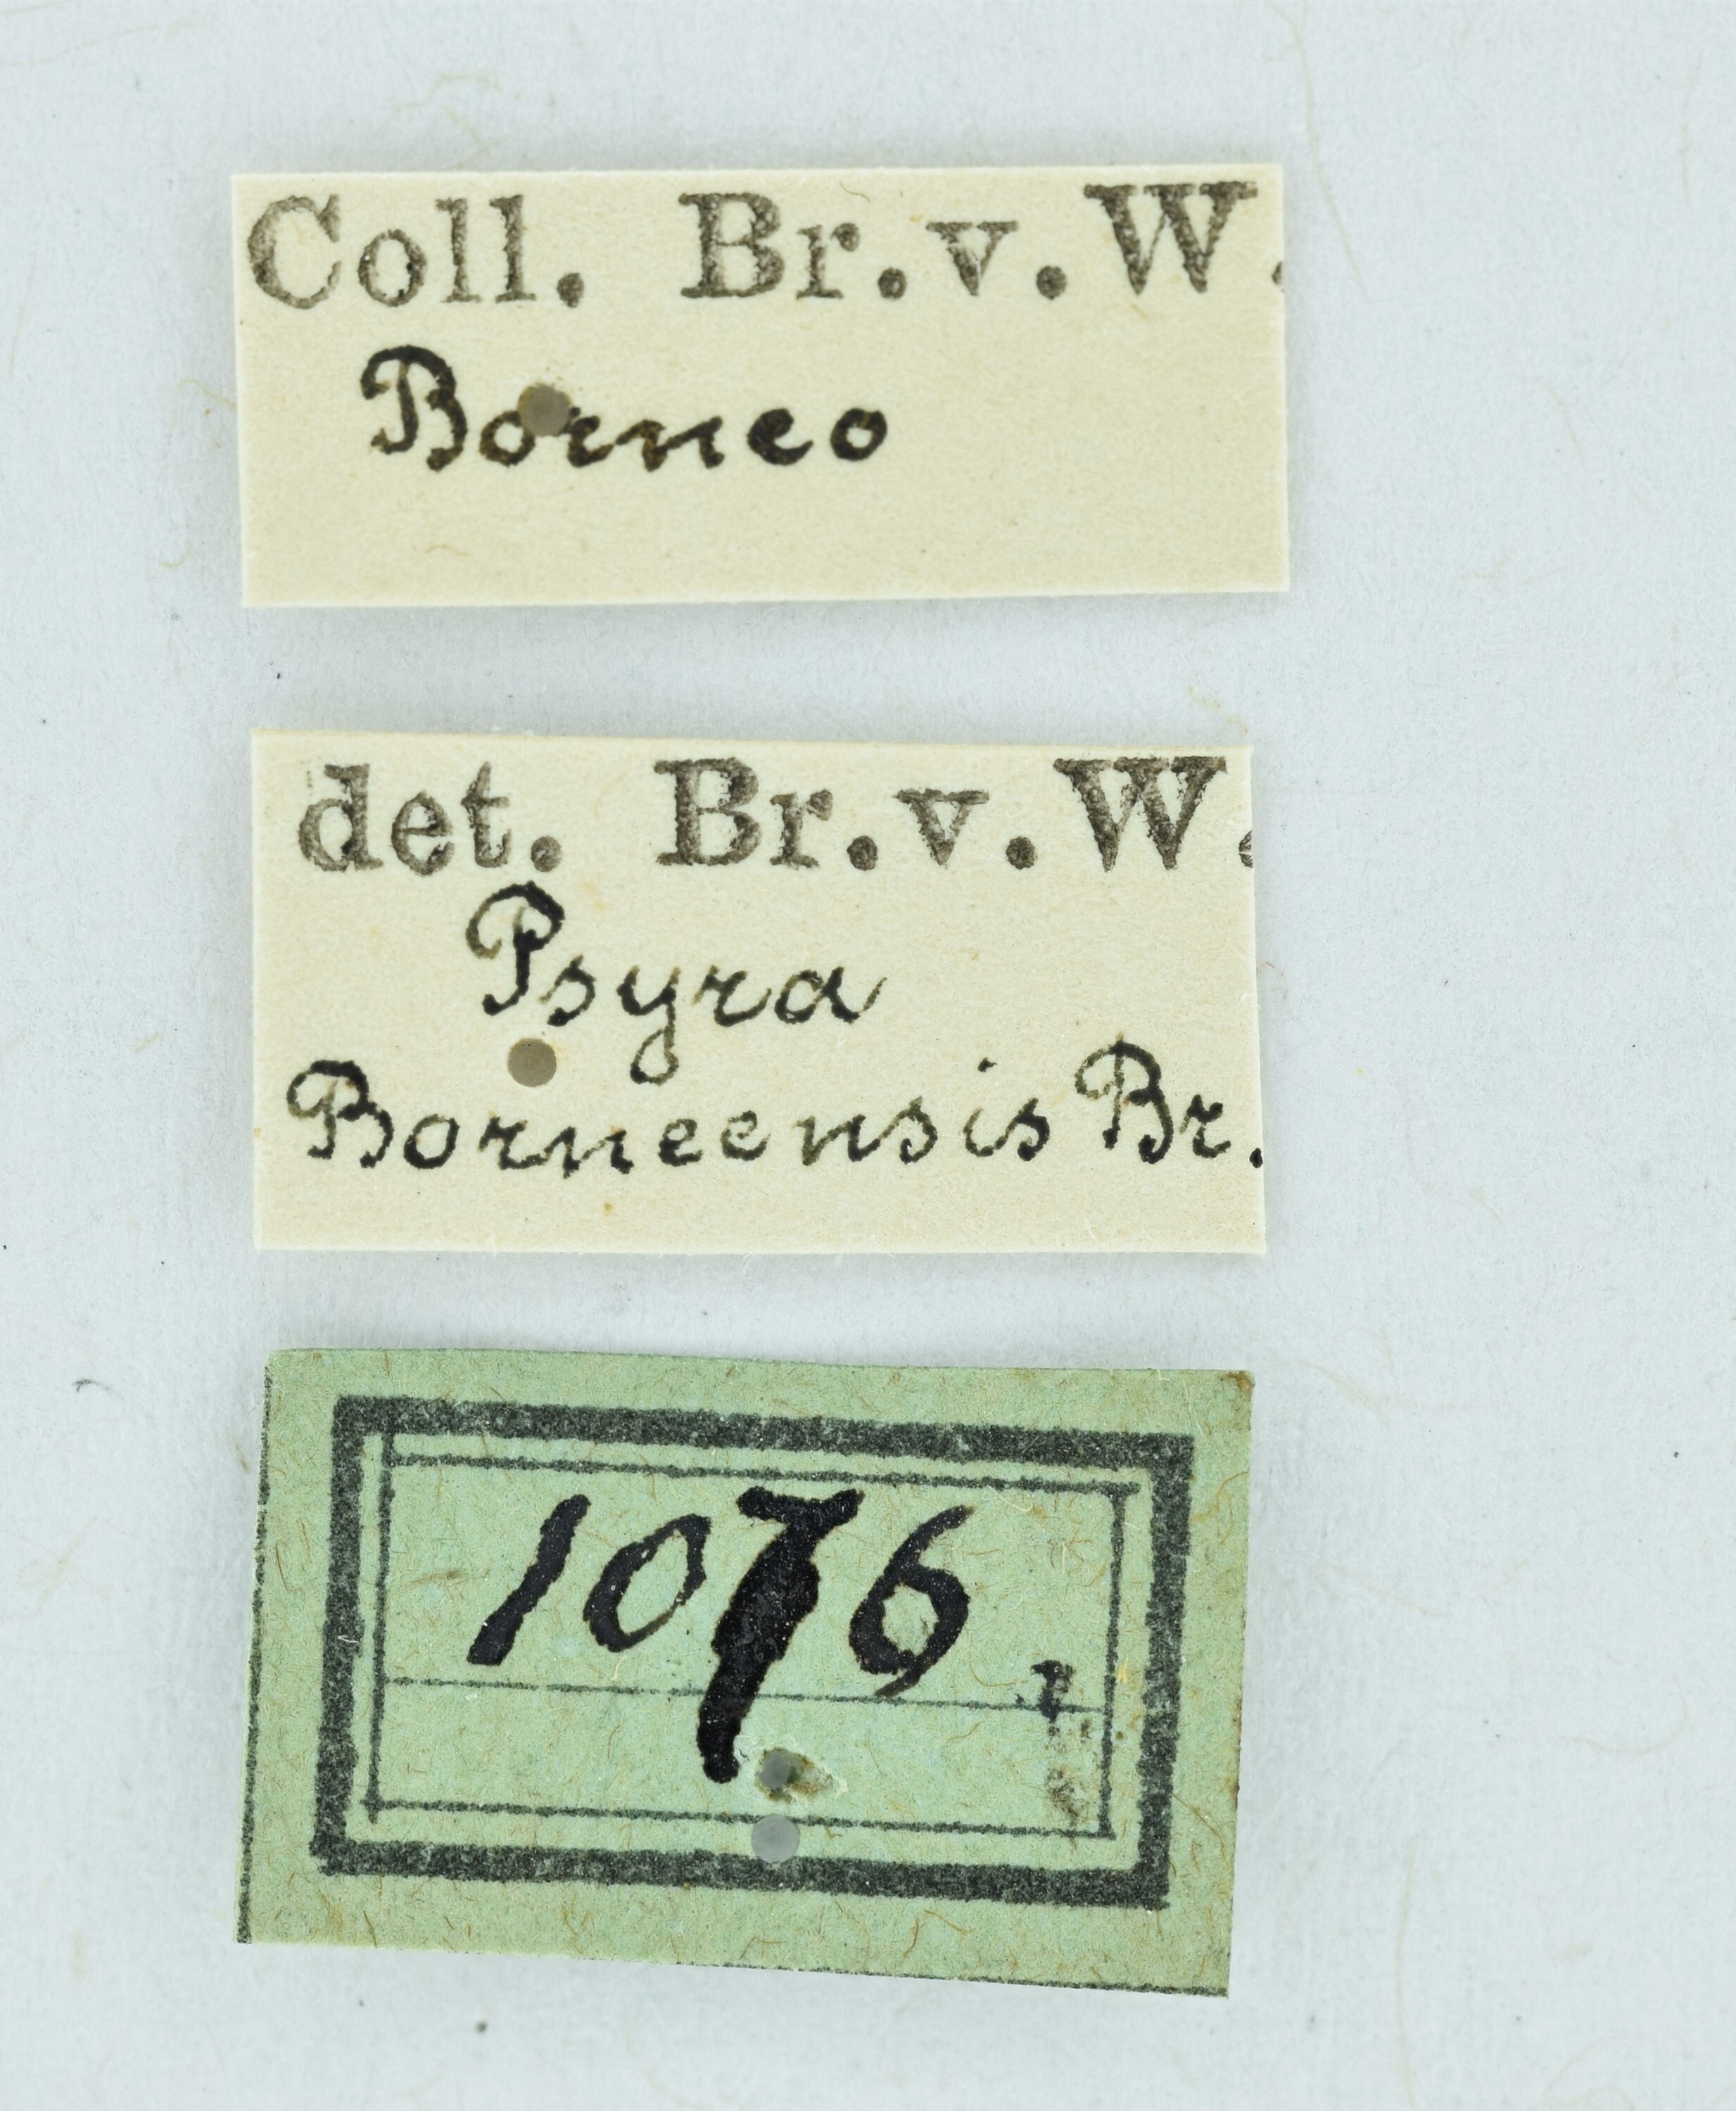 Coll. Br.v.W.
Borneo
det. Br.v.W.
Psyra
Borneensis Br.
1076